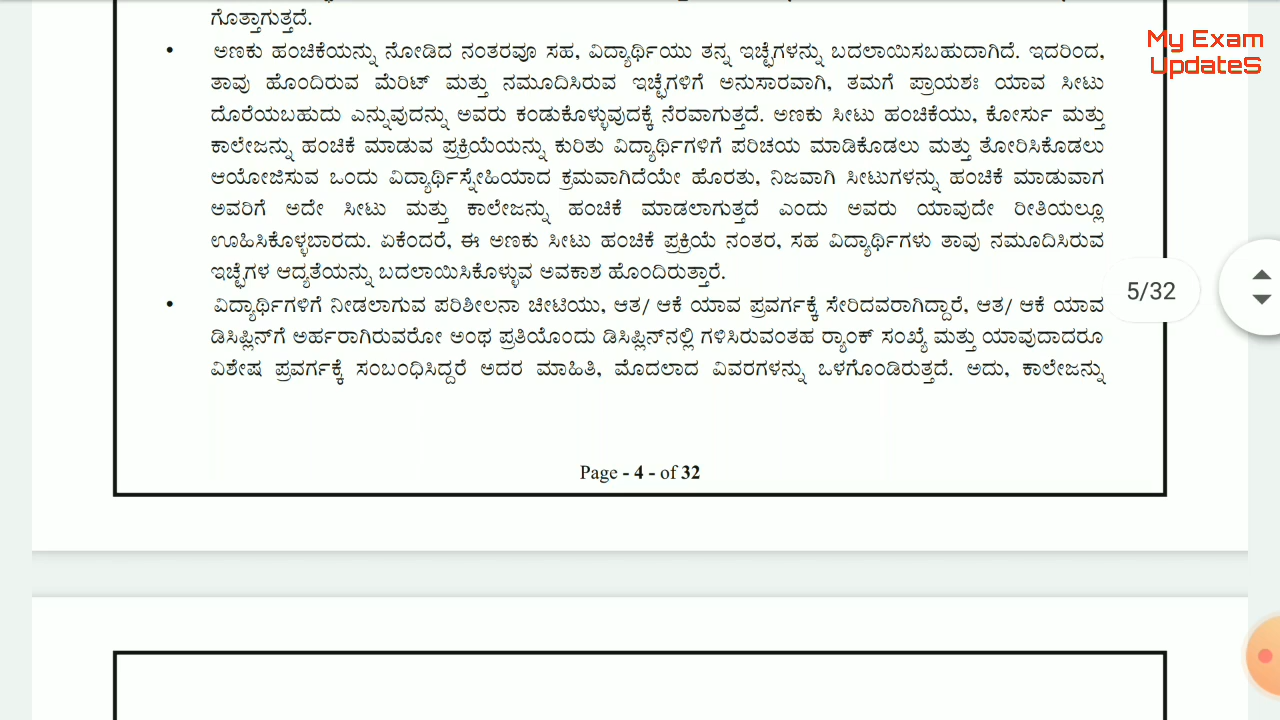 ಗೊತ್ತಾಗುತ್ತದೆ.
My Exam
UpdateS
• ಅಣಕು ಹಂಚಿಕೆಯನ್ನು ನೋಡಿದ ನಂತರವೂ ಸಹ, ವಿದ್ಯಾರ್ಥಿಯು ತನ್ನ ಇಚ್ಛೆಗಳನ್ನು ಬದಲಾಯಿಸಬಹುದಾಗಿದೆ. ಇದರಿಂದ,
ತಾವು ಹೊಂದಿರುವ ಮೆರಿಟ್ ಮತ್ತು ನಮೂದಿಸಿರುವ ಇಚ್ಛೆಗಳಿಗೆ ಅನುಸಾರವಾಗಿ, ತಮಗೆ ಪ್ರಾಯಶಃ ಯಾವ ಸೀಟು
ದೊರೆಯಬಹುದು ಎನ್ನುವುದನ್ನು ಅವರು ಕಂಡುಕೊಳ್ಳುವುದಕ್ಕೆ ನೆರವಾಗುತ್ತದೆ. ಅಣಕು ಸೀಟು ಹಂಚಿಕೆಯು, ಕೋರ್ಸು ಮತ್ತು
ಕಾಲೇಜನ್ನು ಹಂಚಿಕೆ ಮಾಡುವ ಪ್ರಕ್ರಿಯೆಯನ್ನು ಕುರಿತು ವಿದ್ಯಾರ್ಥಿಗಳಿಗೆ ಪರಿಚಯ ಮಾಡಿಕೊಡಲು ಮತ್ತು ತೋರಿಸಿಕೊಡಲು
ಆಯೋಜಿಸುವ ಒಂದು ವಿದ್ಯಾರ್ಥಿಸ್ನೇಹಿಯಾದ ಕ್ರಮವಾಗಿದೆಯೇ ಹೊರತು, ನಿಜವಾಗಿ ಸೀಟುಗಳನ್ನು ಹಂಚಿಕೆ ಮಾಡುವಾಗ
ಅವರಿಗೆ ಅದೇ ಸೀಟು ಮತ್ತು ಕಾಲೇಜನ್ನು ಹಂಚಿಕೆ ಮಾಡಲಾಗುತ್ತದೆ ಎಂದು ಅವರು ಯಾವುದೇ ರೀತಿಯಲ್ಲೂ
ಊಹಿಸಿಕೊಳ್ಳಬಾರದು. ಏಕೆಂದರೆ, ಈ ಅಣಕು ಸೀಟು ಹಂಚಿಕೆ ಪ್ರಕ್ರಿಯೆ ನಂತರ, ಸಹ ವಿದ್ಯಾರ್ಥಿಗಳು ತಾವು ನಮೂದಿಸಿರುವ
ಇಚ್ಛೆಗಳ ಆದ್ಯತೆಯನ್ನು ಬದಲಾಯಿಸಿಕೊಳ್ಳುವ ಅವಕಾಶ ಹೊಂದಿರುತ್ತಾರೆ.
5/32
• ವಿದ್ಯಾರ್ಥಿಗಳಿಗೆ ನೀಡಲಾಗುವ ಪರಿಶೀಲನಾ ಚೀಟಿಯು, ಆತ/ ಆಕೆ ಯಾವ ಪ್ರವರ್ಗಕ್ಕೆ ಸೇರಿದವರಾಗಿದ್ದಾರೆ, ಆತ/ ಆಕೆ ಯಾವ
ಡಿಸಿಪ್ಲಿನ್‌ಗೆ ಅರ್ಹರಾಗಿರುವರೋ ಅಂಥ ಪ್ರತಿಯೊಂದು ಡಿಸಿಪ್ಲಿನ್‌ನಲ್ಲಿ ಗಳಿಸಿರುವಂತಹ ರ‍್ಯಾಂಕ್ ಸಂಖ್ಯೆ ಮತ್ತು ಯಾವುದಾದರೂ
ವಿಶೇಷ ಪ್ರವರ್ಗಕ್ಕೆ ಸಂಬಂಧಿಸಿದ್ದರೆ ಅದರ ಮಾಹಿತಿ, ಮೊದಲಾದ ವಿವರಗಳನ್ನು ಒಳಗೊಂಡಿರುತ್ತದೆ. ಅದು, ಕಾಲೇಜನ್ನು
Page - 4 - of 32